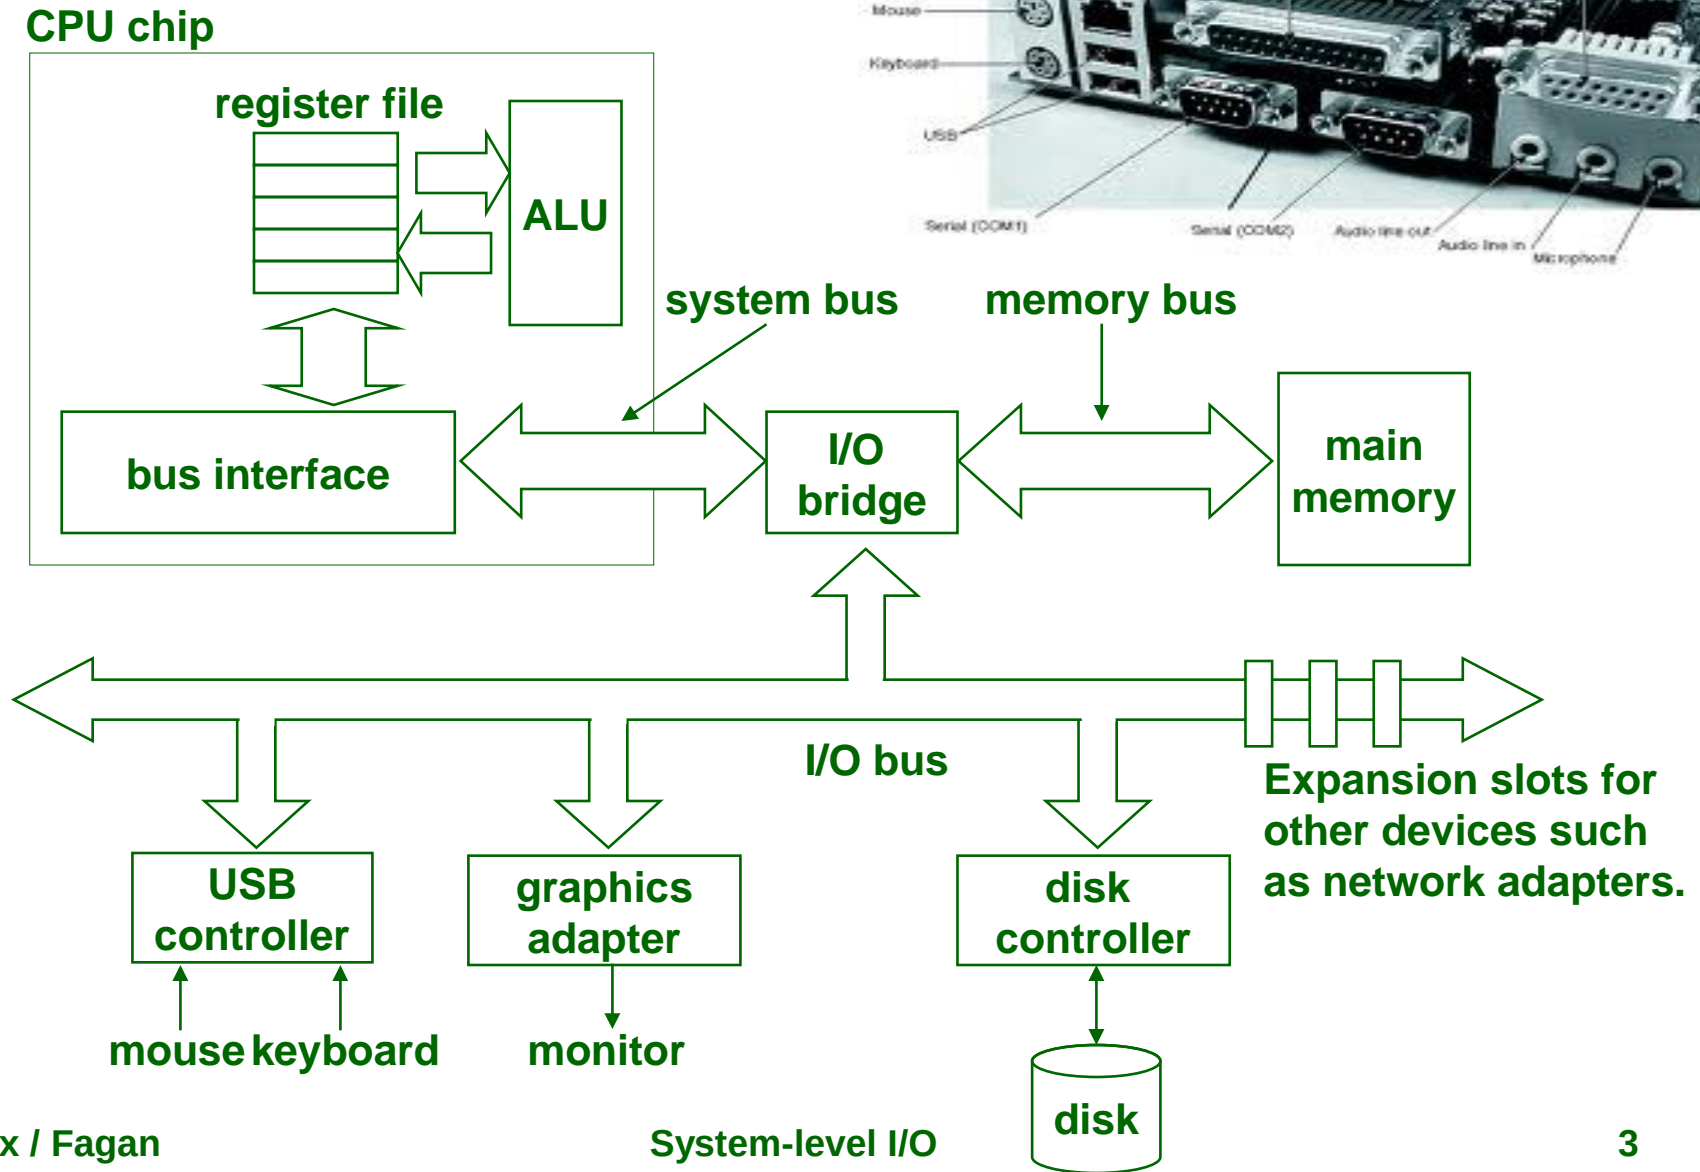 CPU chip
Mouse
Keyboard
USB
Serial (COM1)
Serial (COM2)
Audio line out
Audio line in
Microphone
register file
ALU
system bus
memory bus
bus interface
I/O
bridge
main
memory
I/O bus
Expansion slots for
other devices such
as network adapters.
USB
controller
graphics
adapter
disk
controller
mouse
keyboard
monitor
disk
x / Fagan
System-level I/O
3